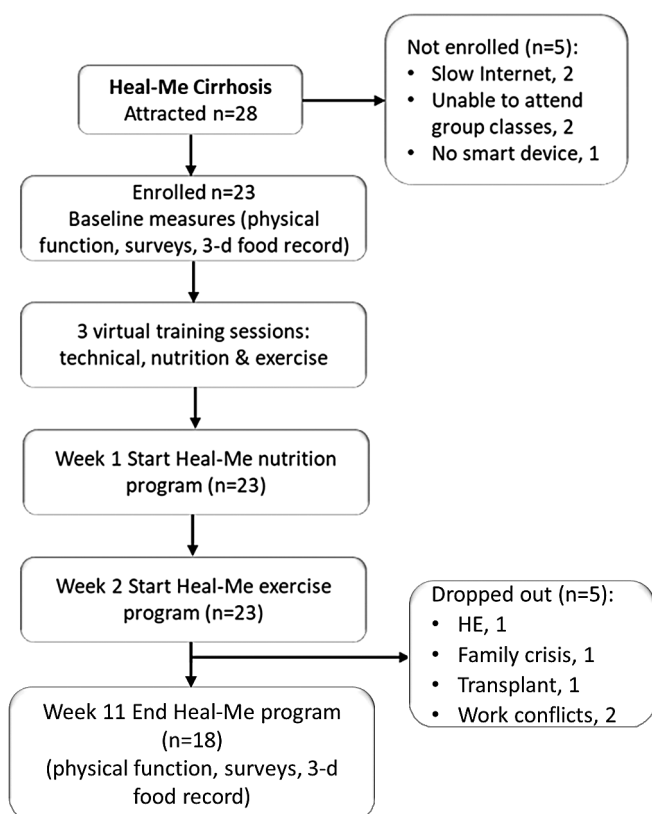 Heal-Me Cirrhosis
Attracted n=28
Not enrolled (n=5):
• Slow Internet, 2
• Unable to attend
group classes, 2
• No smart device, 1
Enrolled n=23
Baseline measures (physical
function, surveys, 3-d food record)
3 virtual training sessions:
technical, nutrition & exercise
Week 1 Start Heal-Me nutrition
program (n=23)
Week 2 Start Heal-Me exercise
program (n=23)
Dropped out (n=5):
• HE, 1
• Family crisis, 1
• Transplant, 1
• Work conflicts, 2
Week 11 End Heal-Me program
(n=18)
(physical function, surveys, 3-d
food record)